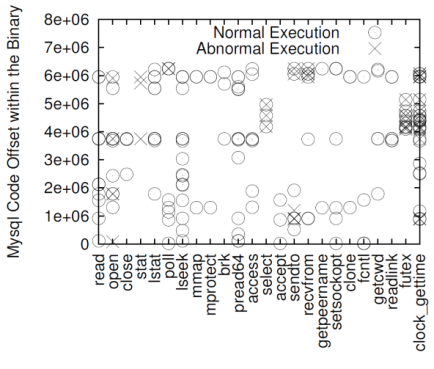 Normal Execution
Abnormal Execution
Mysql Code Offset within the Binary
8e+06
7e+06
6e+06
5e+06
4e+06
3e+06
2e+06
1e+06
0
read
open
close
stat
lstat
poll
lseek
mmap
mprotect
brk
pread64
access
select
accept
sendto
recvfrom
getpeername
setsockopt
clone
fcntl
getcwd
readlink
futex
clock_gettime